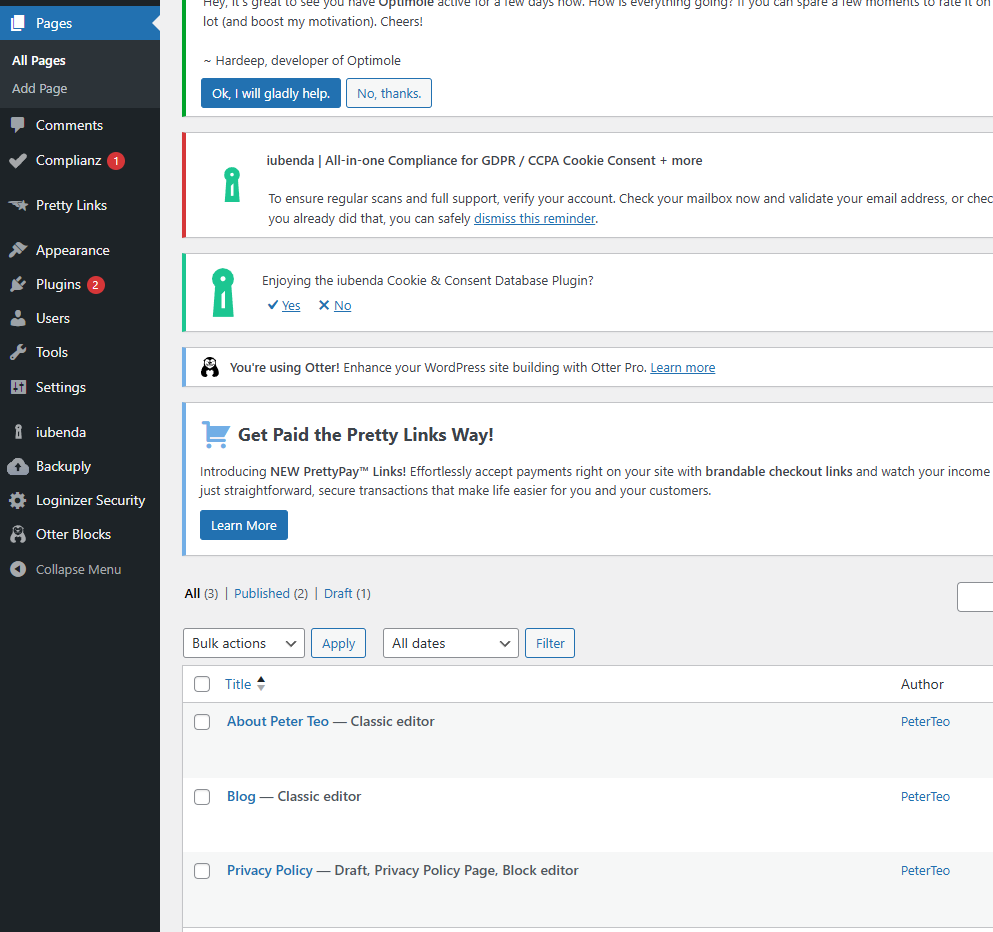 Pages
All Pages
Add Page
Comments
Complianz 1
Pretty Links
Appearance
Plugins 2
Users
Tools
Settings
iubenda
Backuply
Loginizer Security
Otter Blocks
Collapse Menu
Hey, it's great to see you have Optimole active for a few days now. How is everything going? If you can spare a few moments to rate it on
lot (and boost my motivation). Cheers!
~ Hardeep, developer of Optimole
Ok, I will gladly help. No, thanks.
iubenda | All-in-one Compliance for GDPR / CCPA Cookie Consent + more
To ensure regular scans and full support, verify your account. Check your mailbox now and validate your email address, or chec
you already did that, you can safely dismiss this reminder.
Enjoying the iubenda Cookie & Consent Database Plugin?
Yes No
You're using Otter! Enhance your WordPress site building with Otter Pro. Learn more
Get Paid the Pretty Links Way!
Introducing NEW PrettyPay™ Links! Effortlessly accept payments right on your site with brandable checkout links and watch your income
just straightforward, secure transactions that make life easier for you and your customers.
Learn More
All (3) | Published (2) | Draft (1)
Bulk actions Apply All dates Filter
Title Author
About Peter Teo — Classic editor PeterTeo
Blog — Classic editor PeterTeo
Privacy Policy — Draft, Privacy Policy Page, Block editor PeterTeo